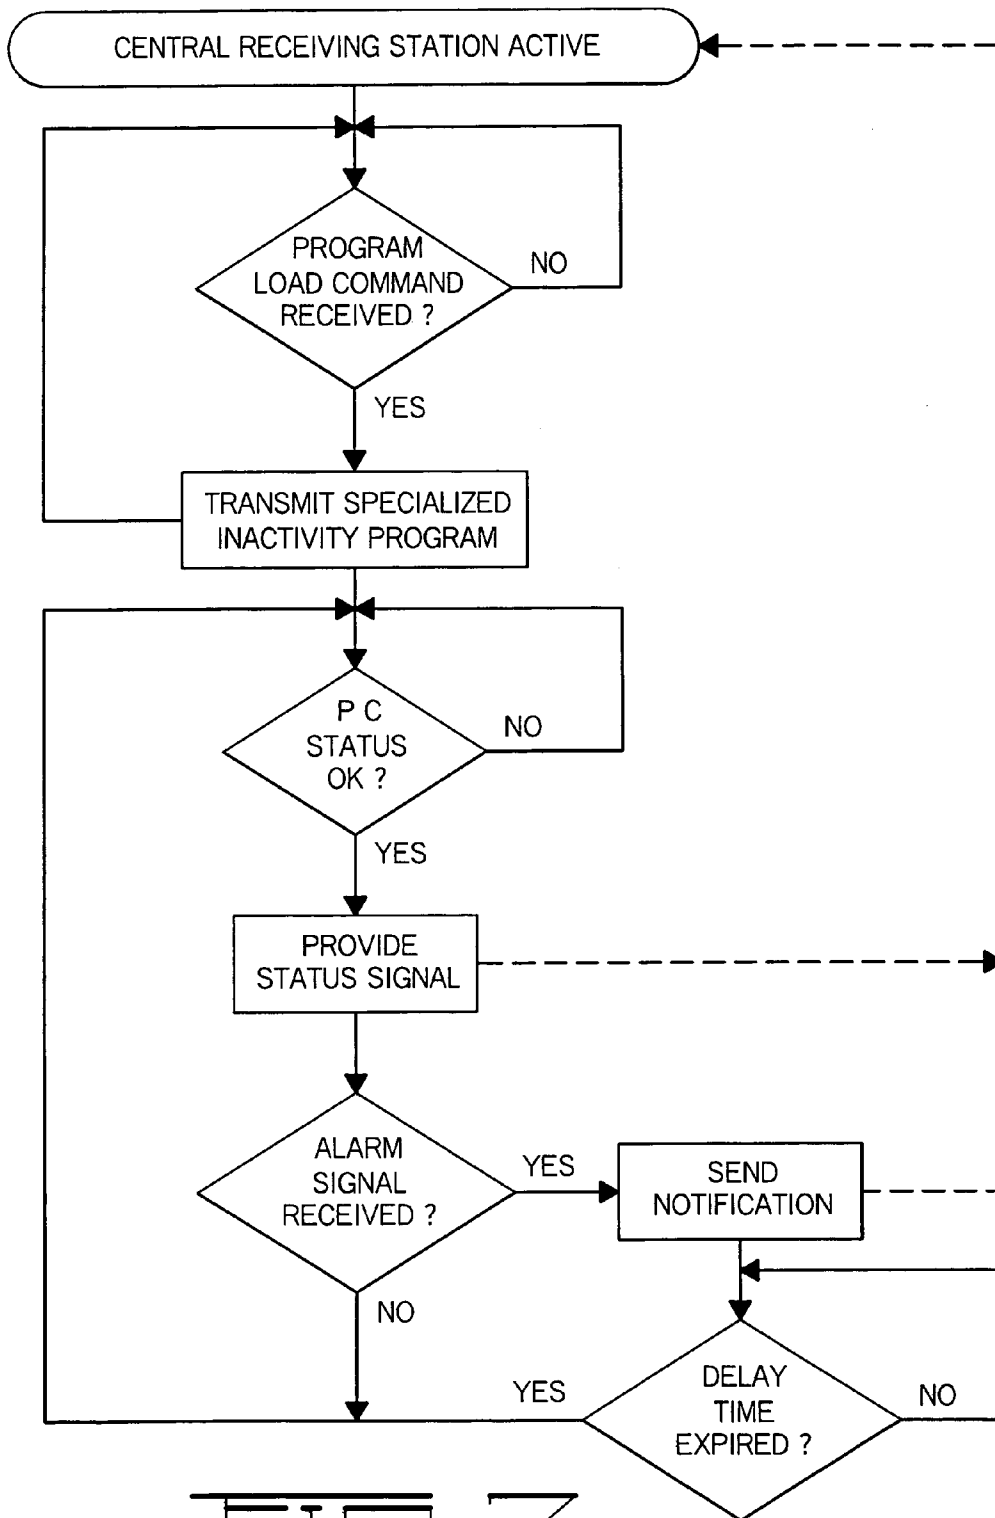 CENTRAL RECEIVING STATION ACTIVE
PROGRAM
LOAD COMMAND
RECEIVED ?
NO
YES
TRANSMIT SPECIALIZED
INACTIVITY PROGRAM
P C
STATUS
OK ?
NO
YES
PROVIDE
STATUS SIGNAL
ALARM
SIGNAL
RECEIVED ?
YES
SEND
NOTIFICATION
NO
DELAY
TIME
EXPIRED ?
YES
NO